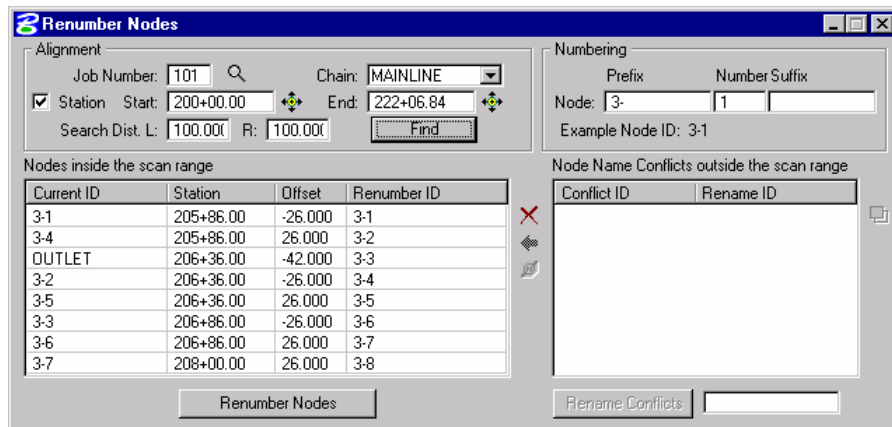 Renumber Nodes
Alignment
Job Number: 101 Chain: MAINLINE
Station Start: 200+00.00 End: 222+06.84
Search Dist. L: 100.00( R: 100.00( Find
Numbering
Prefix Number Suffix
Node: 3- 1
Example Node ID: 3-1
Nodes inside the scan range
Current ID Station Offset Renumber ID
3-1 205+86.00 -26.000 3-1
3-4 205+86.00 26.000 3-2
OUTLET 206+36.00 -42.000 3-3
3-2 206+36.00 -26.000 3-4
3-5 206+36.00 26.000 3-5
3-3 206+86.00 -26.000 3-6
3-6 206+86.00 26.000 3-7
3-7 208+00.00 26.000 3-8
Renumber Nodes
Node Name Conflicts outside the scan range
Conflict ID Rename ID
Rename Conflicts